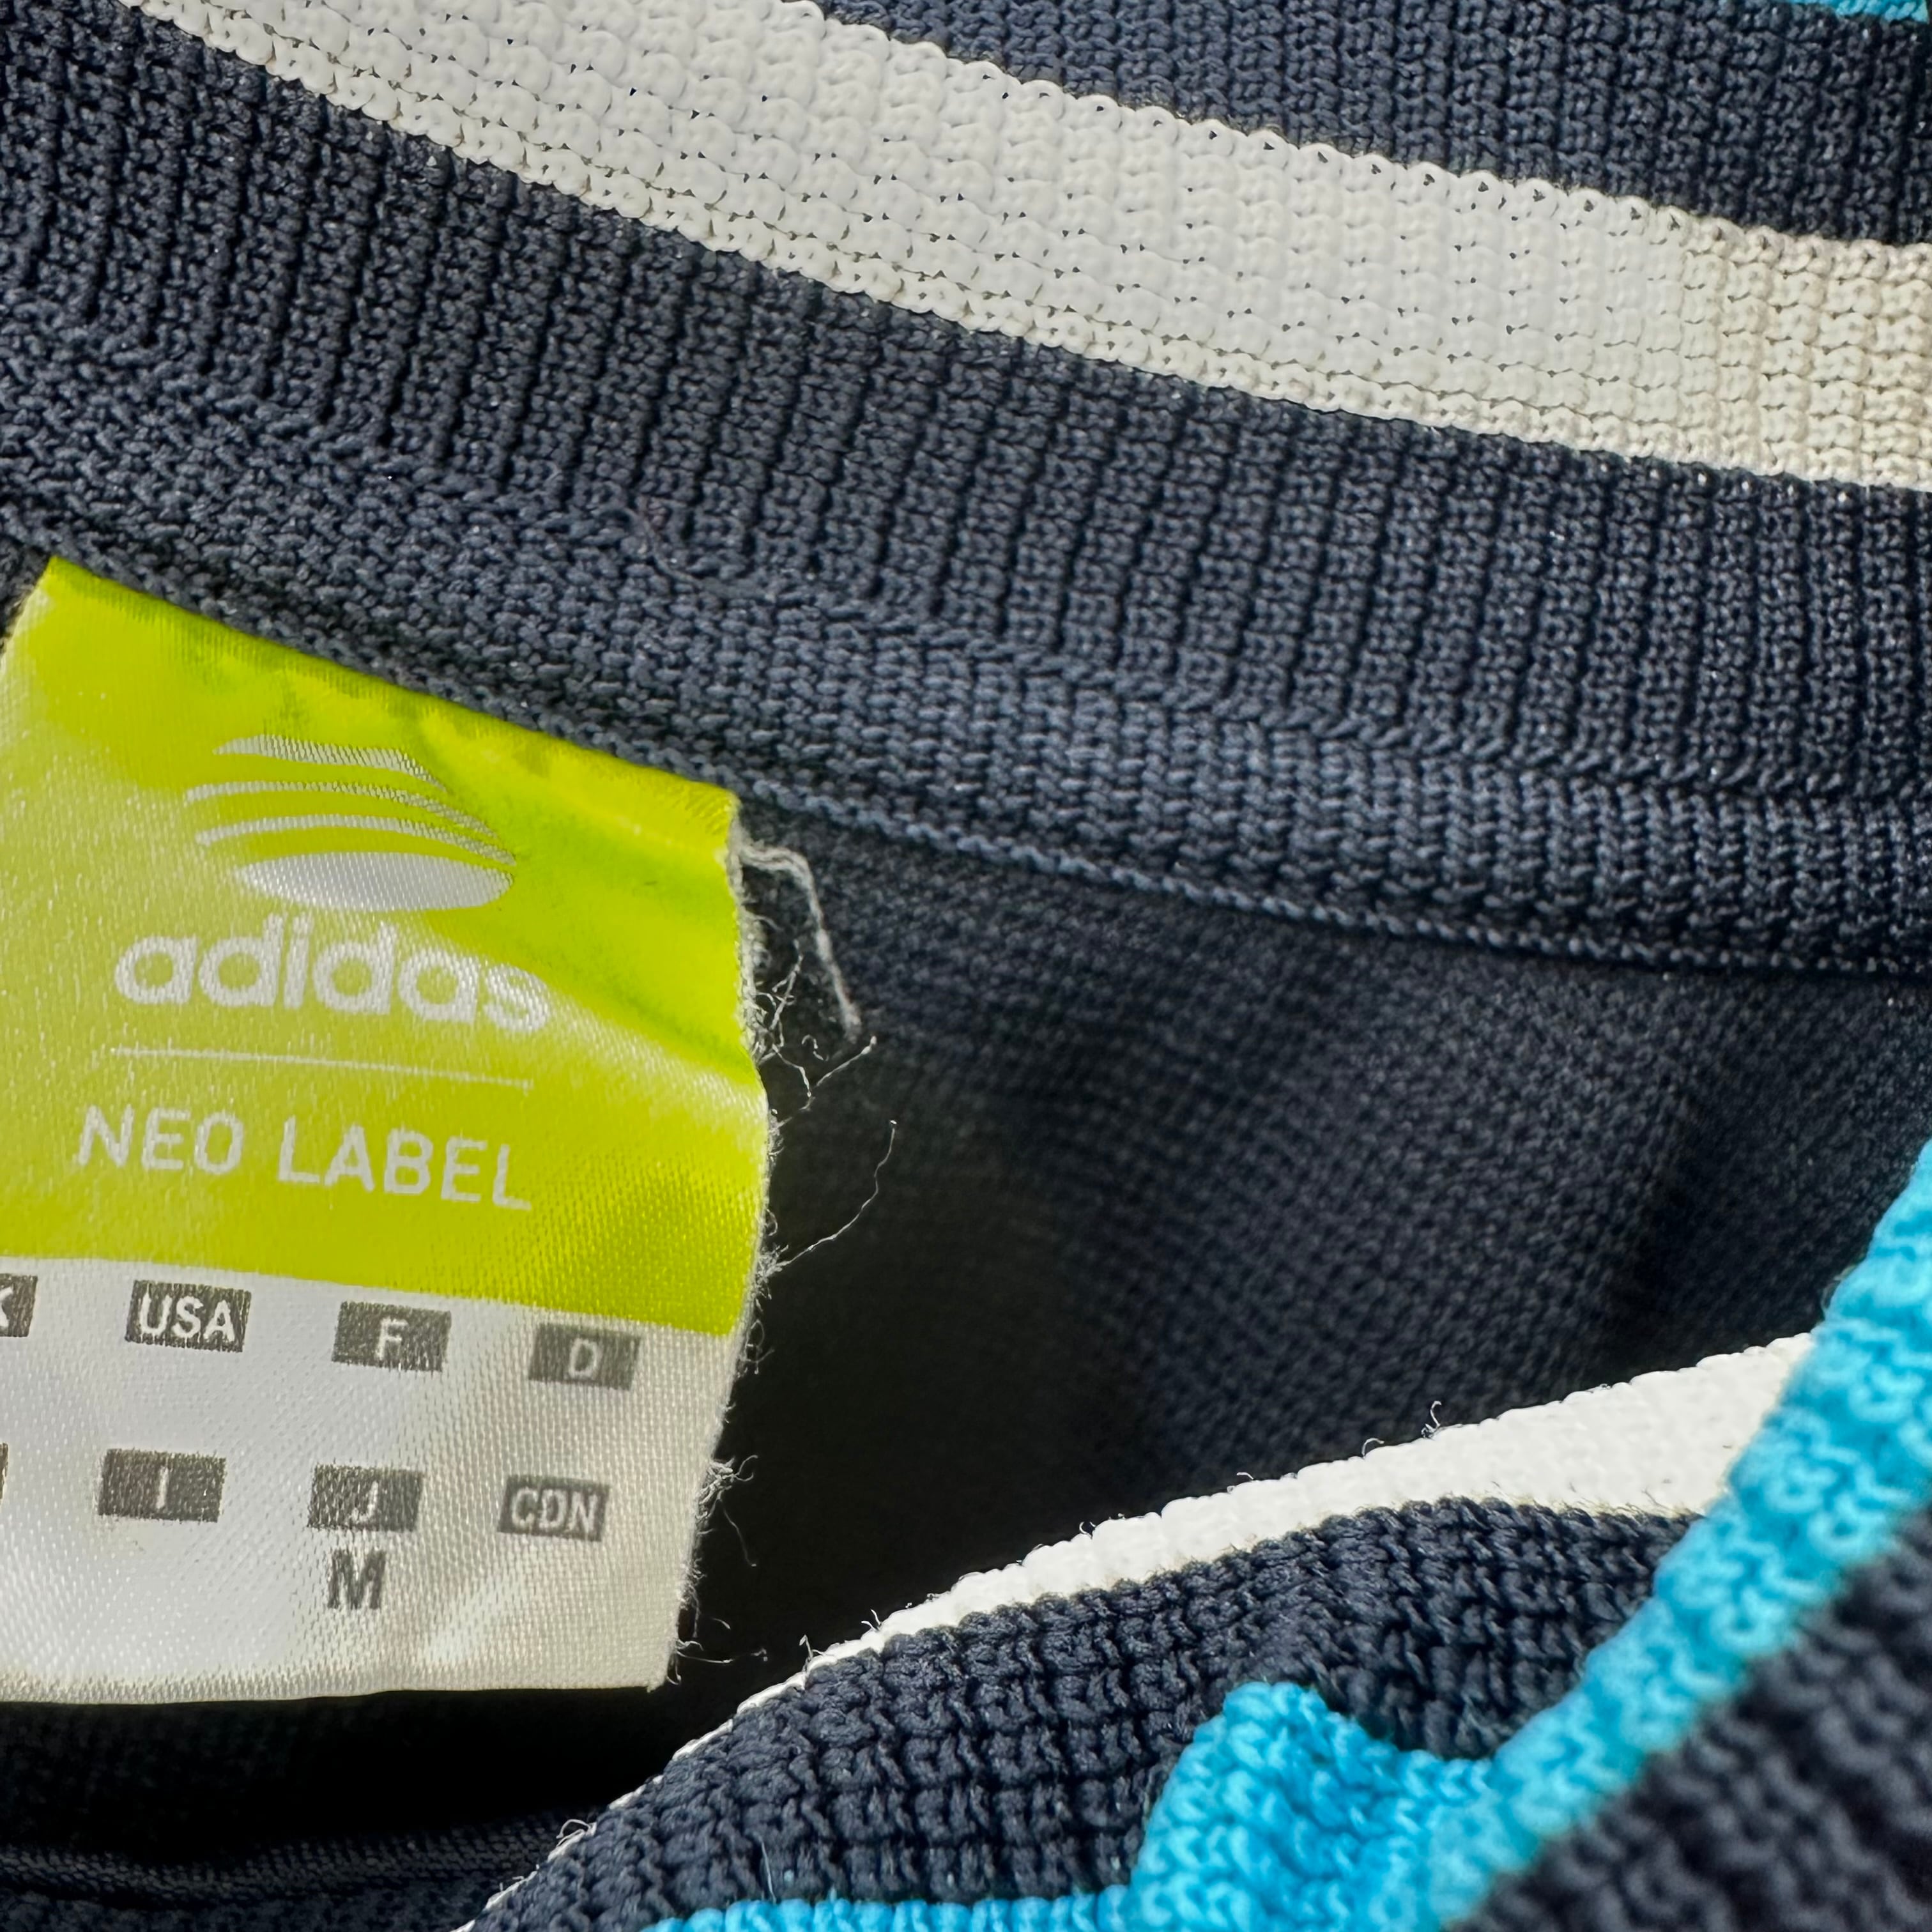 adidas
NEO LABEL
USA F D
I J CDN
M